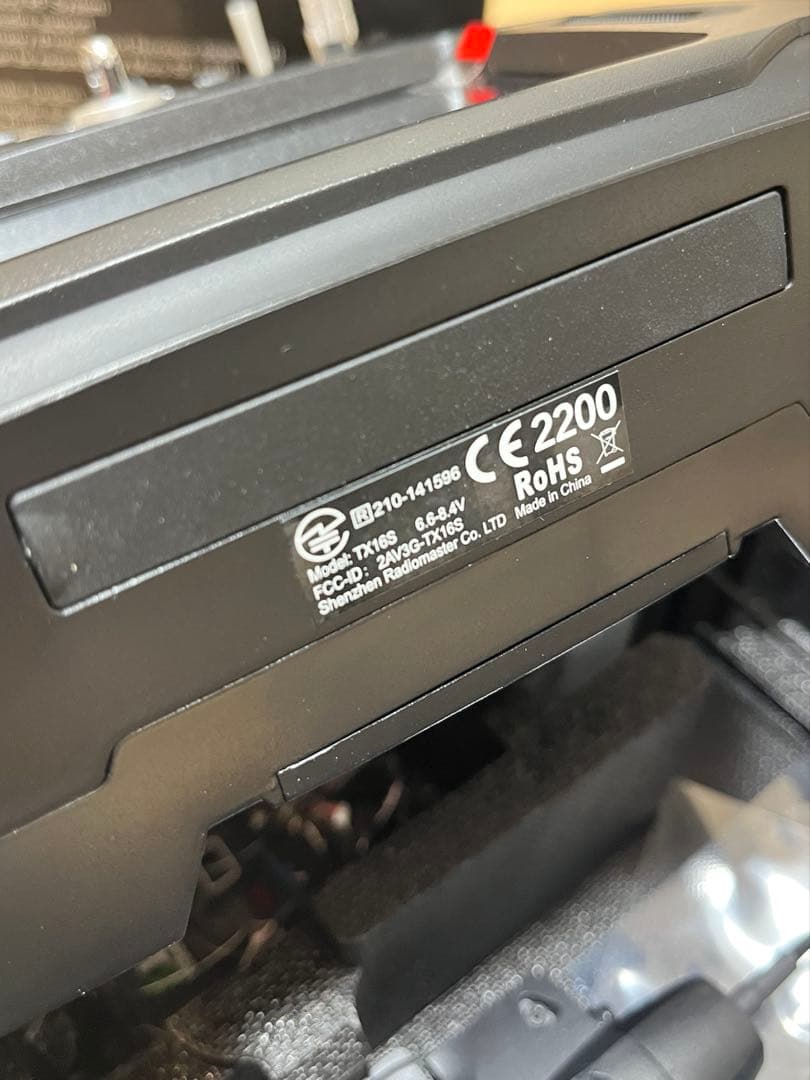 R 210-141596
Model: TX16S 6.6-8.4V
FCC-ID: 2AV3G-TX16S
Shenzhen Radiomaster Co. LTD
CE 2200
RoHS
Made in China